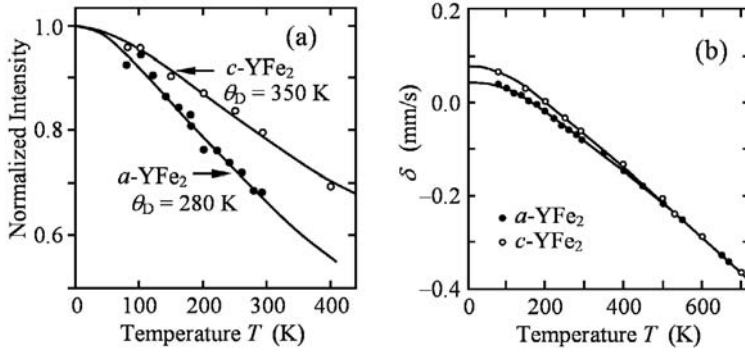 (a)
c-YFe₂
θD = 350 K
a-YFe₂
θD = 280 K
Normalized Intensity
1.0
0.8
0.6
0 100 200 300 400
Temperature T (K)
(b)
δ (mm/s)
0.2
0.0
−0.2
−0.4
a-YFe₂
c-YFe₂
0 200 400 600
Temperature T (K)